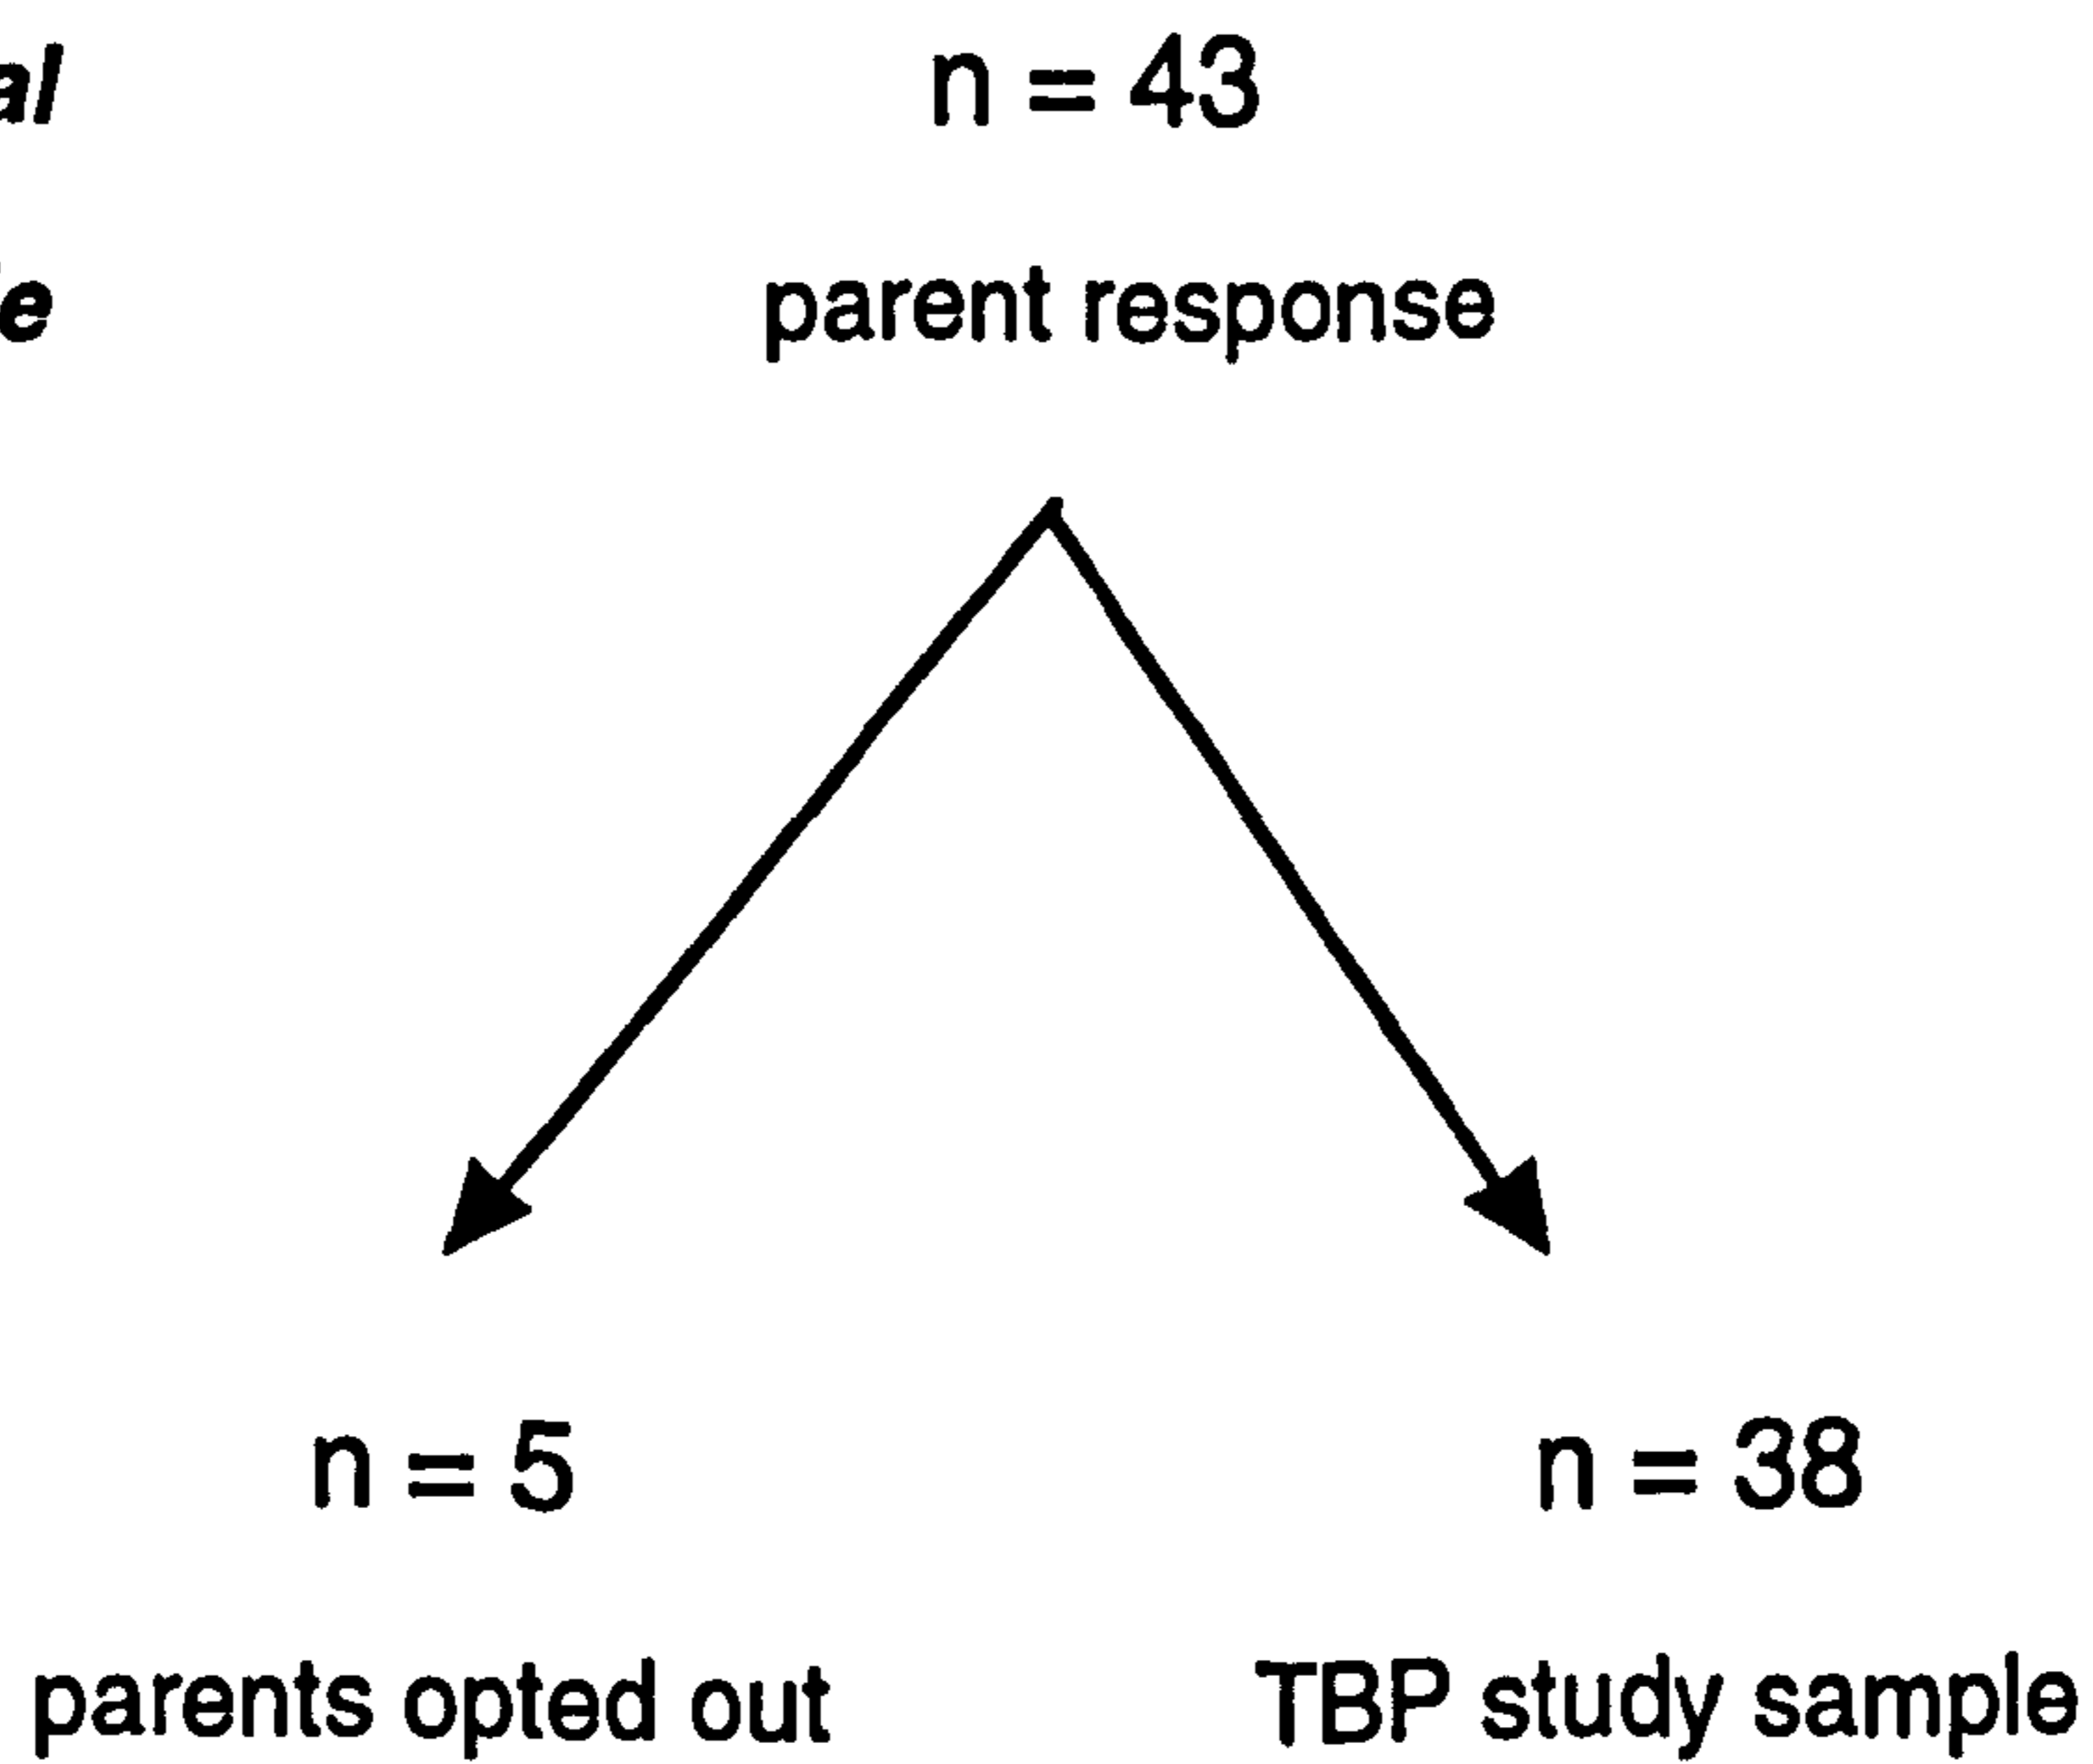 n = 43
parent response
n = 5
n = 38
parents opted out
TBP study sample